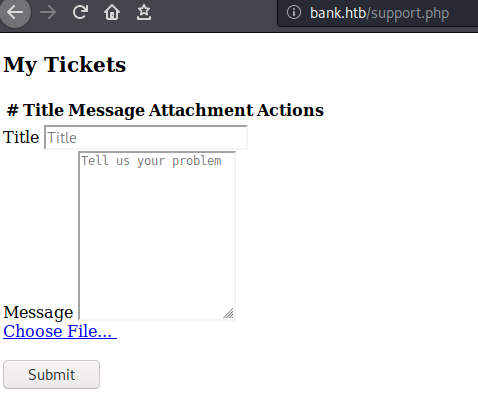 bank.htb/support.php
My Tickets
# Title Message Attachment Actions
Title Title
Tell us your problem
Message
Choose File...
Submit